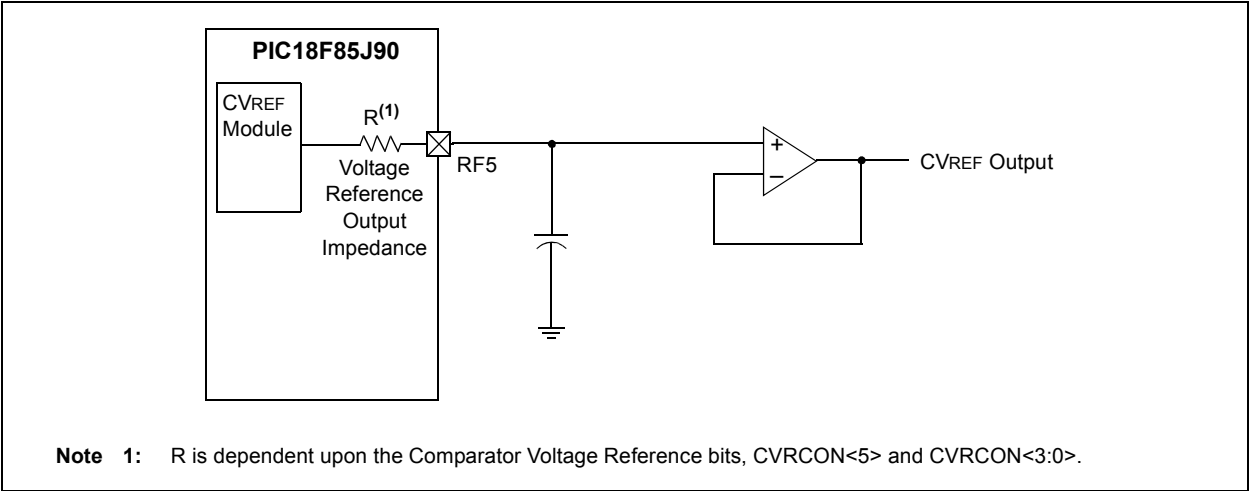 PIC18F85J90
CVREF
Module
R(1)
Voltage
Reference
Output
Impedance
RF5
+
–
CVREF Output
Note 1: R is dependent upon the Comparator Voltage Reference bits, CVRCON<5> and CVRCON<3:0>.